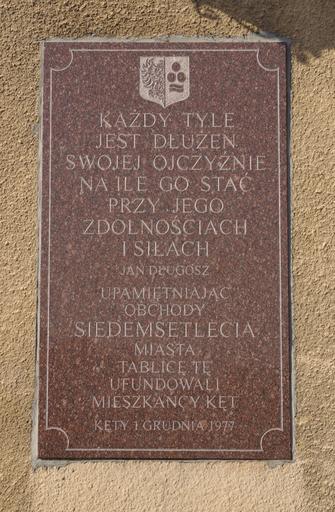 KAŻDY TYLE
JEST DŁUŻEN
SWOJEJ OJCZYŹNIE
NA ILE GO STAĆ
PRZY JEGO
ZDOLNOŚCIACH
I SIŁACH
JAN DŁUGOSZ
UPAMIĘTNIAJĄC
OBCHODY
SIEDEMSETLECIA
MIASTA
TABLICĘ TĘ
UFUNDOWALI
MIESZKAŃCY KĘT
KĘTY 1 GRUDNIA 1977